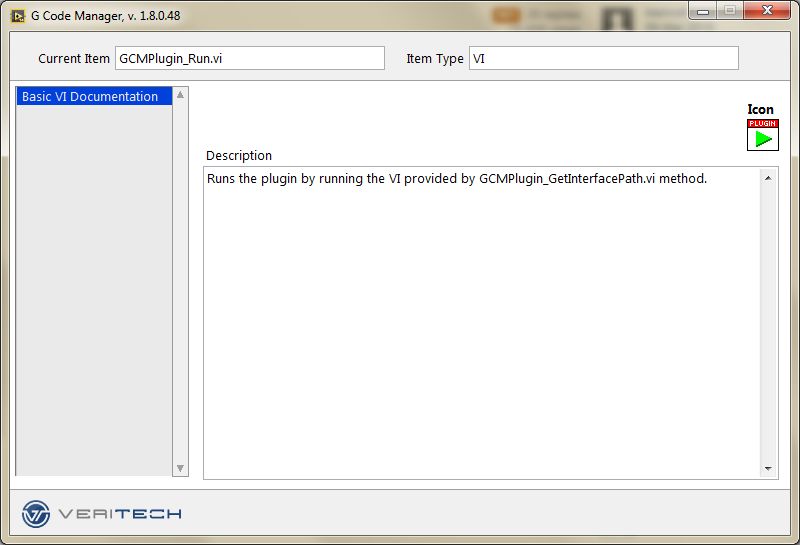 G Code Manager, v. 1.8.0.48
Current Item GCMPlugin_Run.vi Item Type VI
Basic VI Documentation
Icon
PLUGIN
Description
Runs the plugin by running the VI provided by GCMPlugin_GetInterfacePath.vi method.
VERITECH